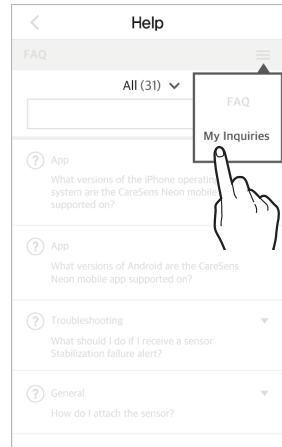 Help
FAQ
All (31)
FAQ
My Inquiries
? App
What versions of the iPhone operating
system are the CareSens Neon mobile
supported on?
? App
What versions of Android are the CareSens
Neon mobile app supported on?
? Troubleshooting
What should I do if I receive a sensor
Stabilization failure alert?
? General
How do I attach the sensor?